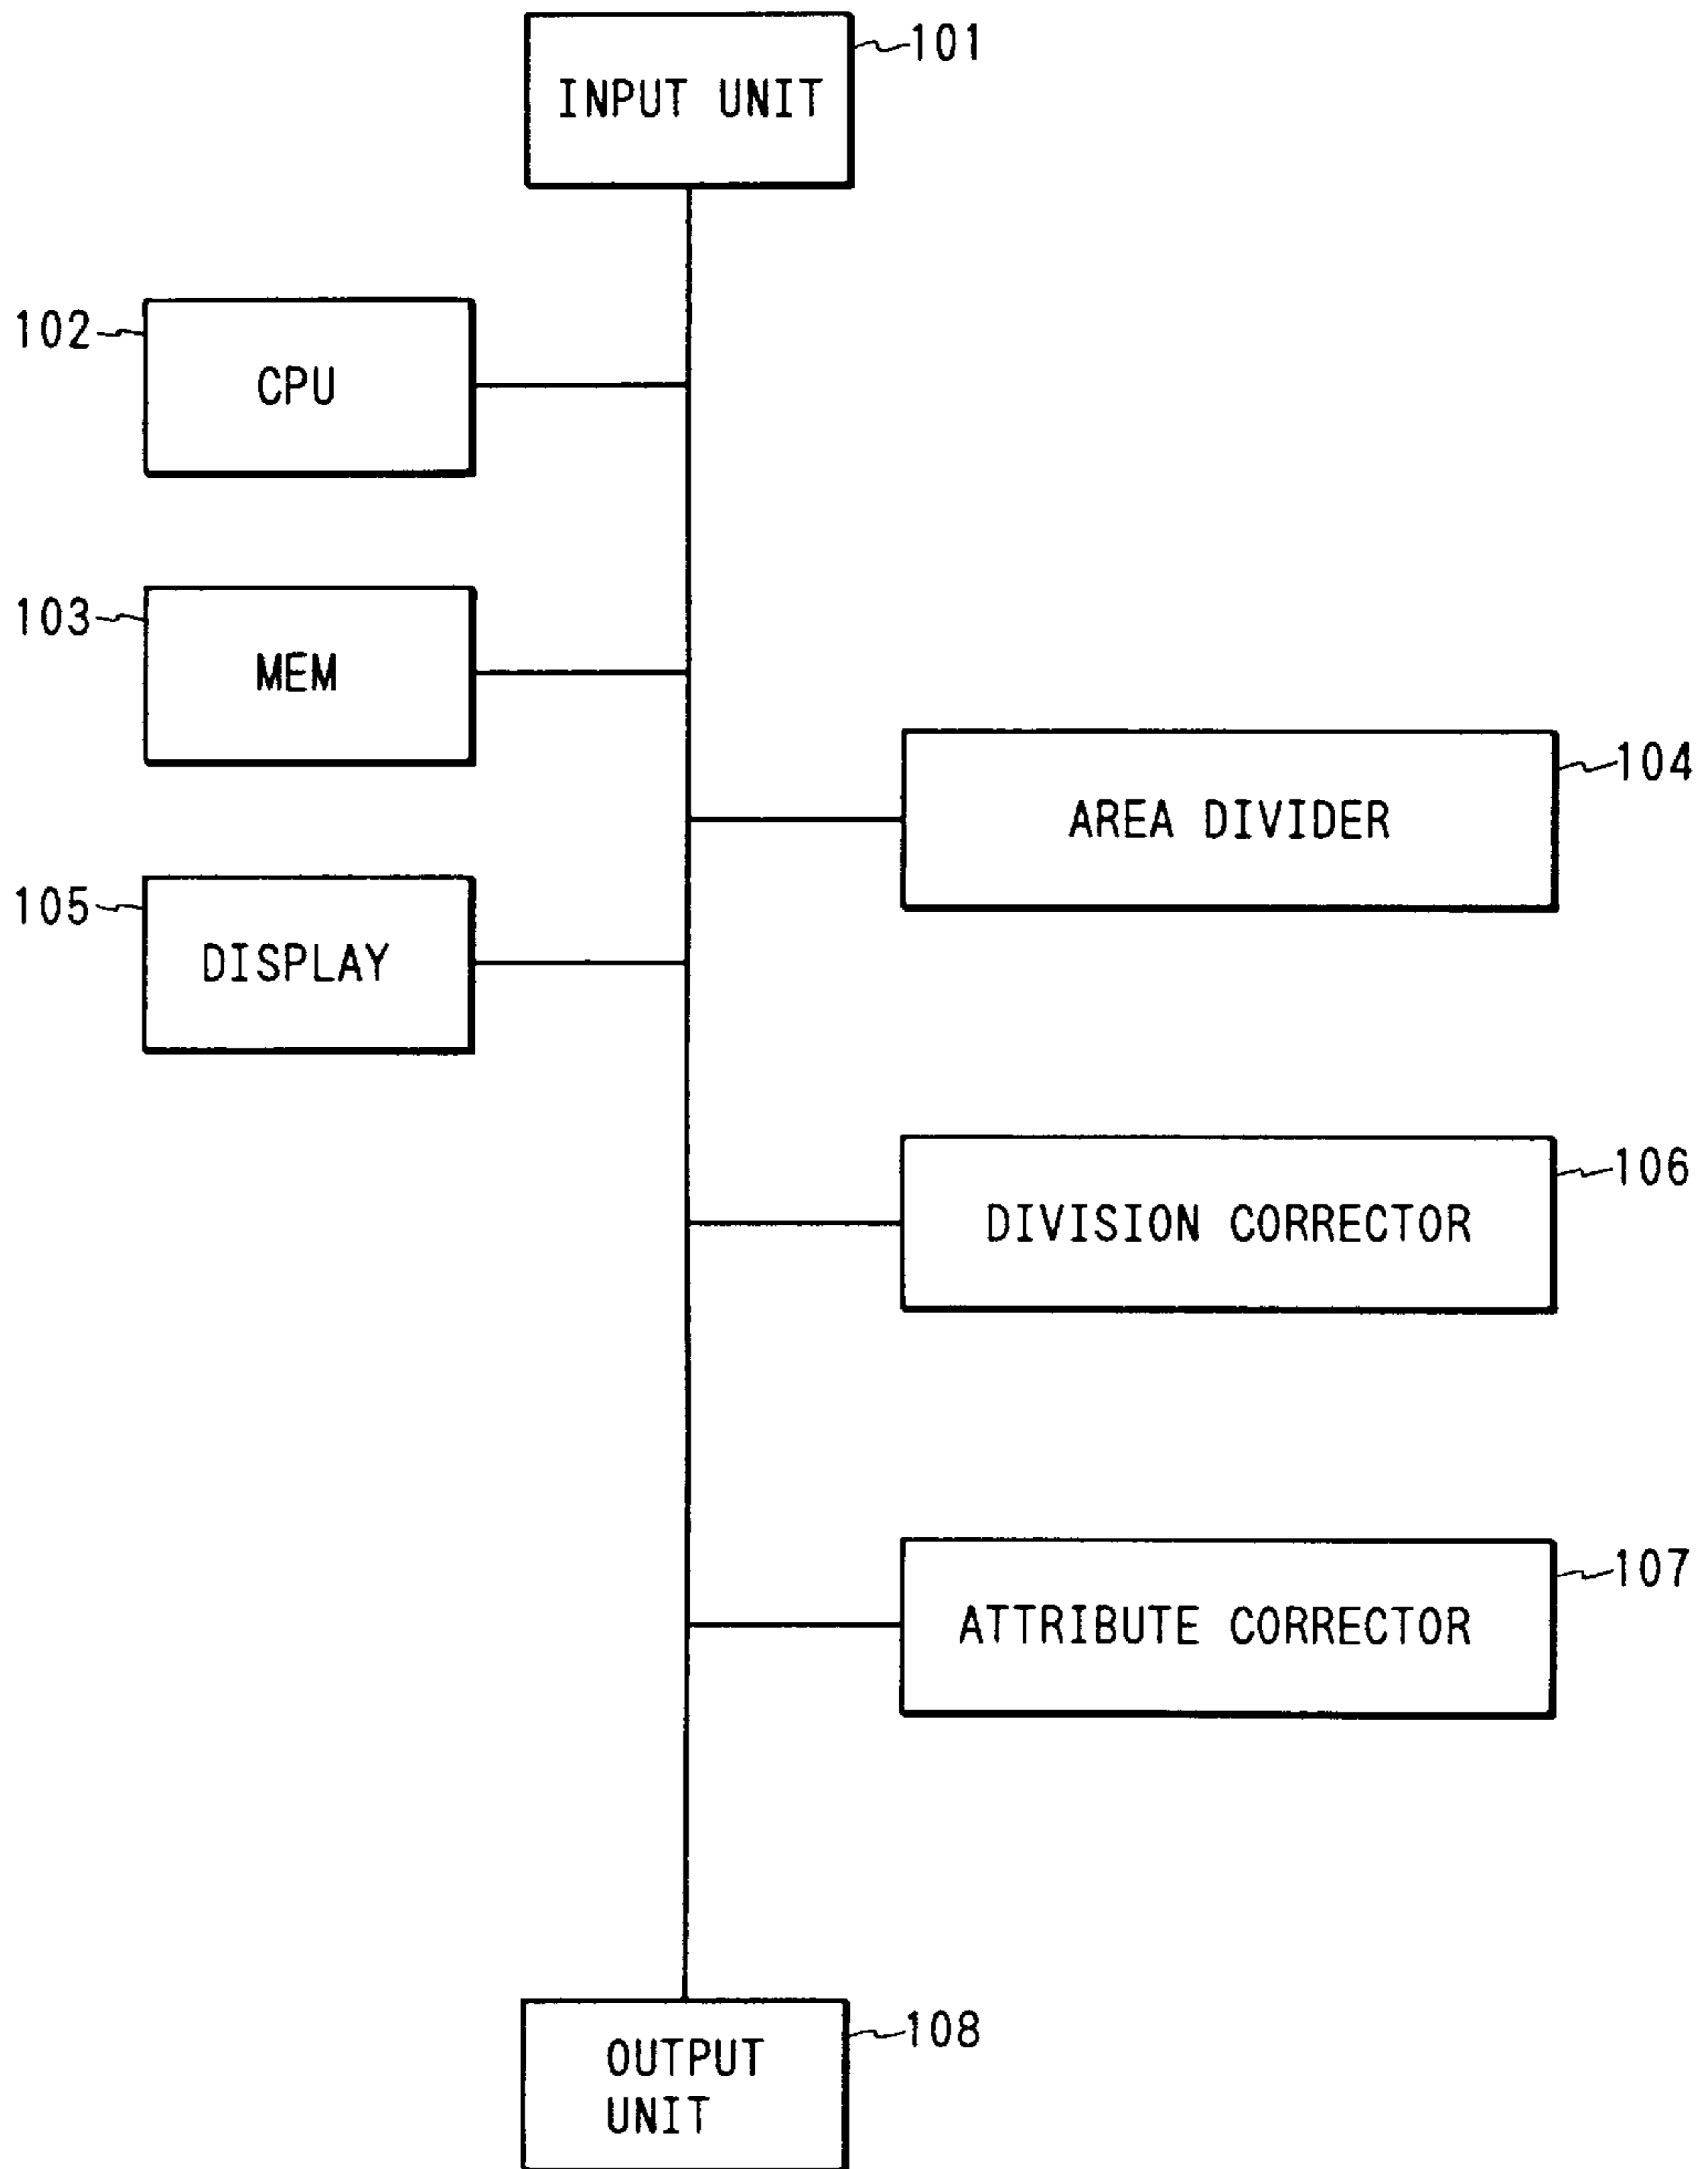 101
INPUT UNIT
102
CPU
103
MEM
104
AREA DIVIDER
105
DISPLAY
106
DIVISION CORRECTOR
107
ATTRIBUTE CORRECTOR
108
OUTPUT
UNIT